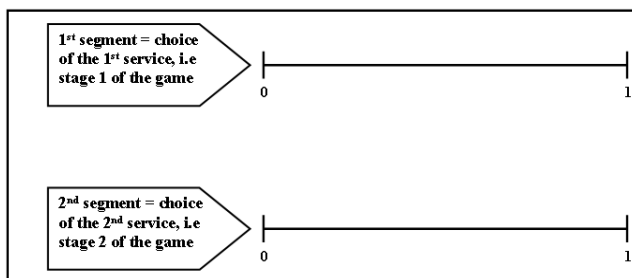 1st segment = choice
of the 1st service, i.e
stage 1 of the game
0 1
2nd segment = choice
of the 2nd service, i.e
stage 2 of the game
0 1